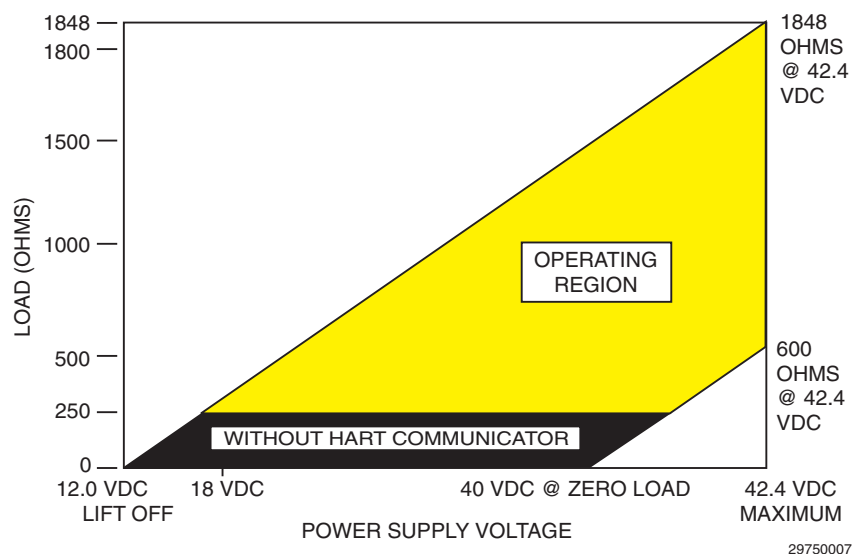 1848
1800
1500
1000
500
250
0
LOAD (OHMS)
1848
OHMS
@ 42.4
VDC
OPERATING
REGION
600
OHMS
@ 42.4
VDC
WITHOUT HART COMMUNICATOR
12.0 VDC
LIFT OFF
18 VDC
40 VDC @ ZERO LOAD
42.4 VDC
MAXIMUM
POWER SUPPLY VOLTAGE
29750007